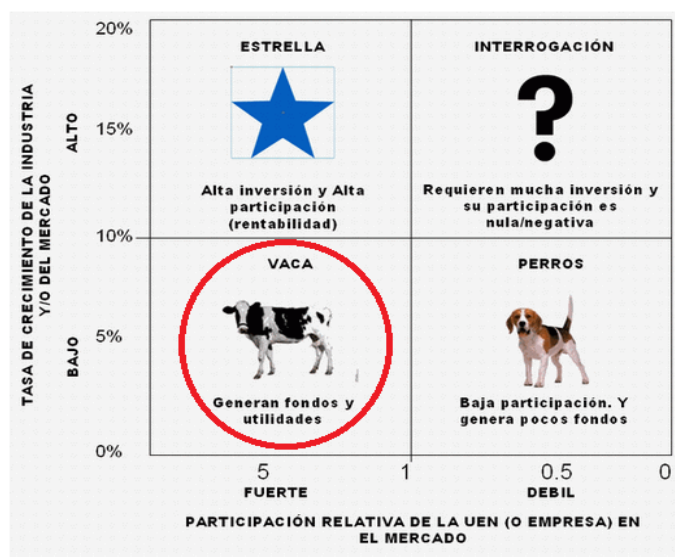 20%
ESTRELLA
INTERROGACIÓN
?
15%
ALTO
TASA DE CRECIMIENTO DE LA INDUSTRIA
Y/O DEL MERCADO
Alta inversión y Alta
participación
(rentabilidad)
Requieren mucha inversión y
su participación es
nula/negativa
10%
VACA
PERROS
5%
BAJO
Generan fondos y
utilidades
Baja participación. Y
genera pocos fondos
0%
5
1
0.5
0
FUERTE
DEBIL
PARTICIPACIÓN RELATIVA DE LA UEN (O EMPRESA) EN
EL MERCADO